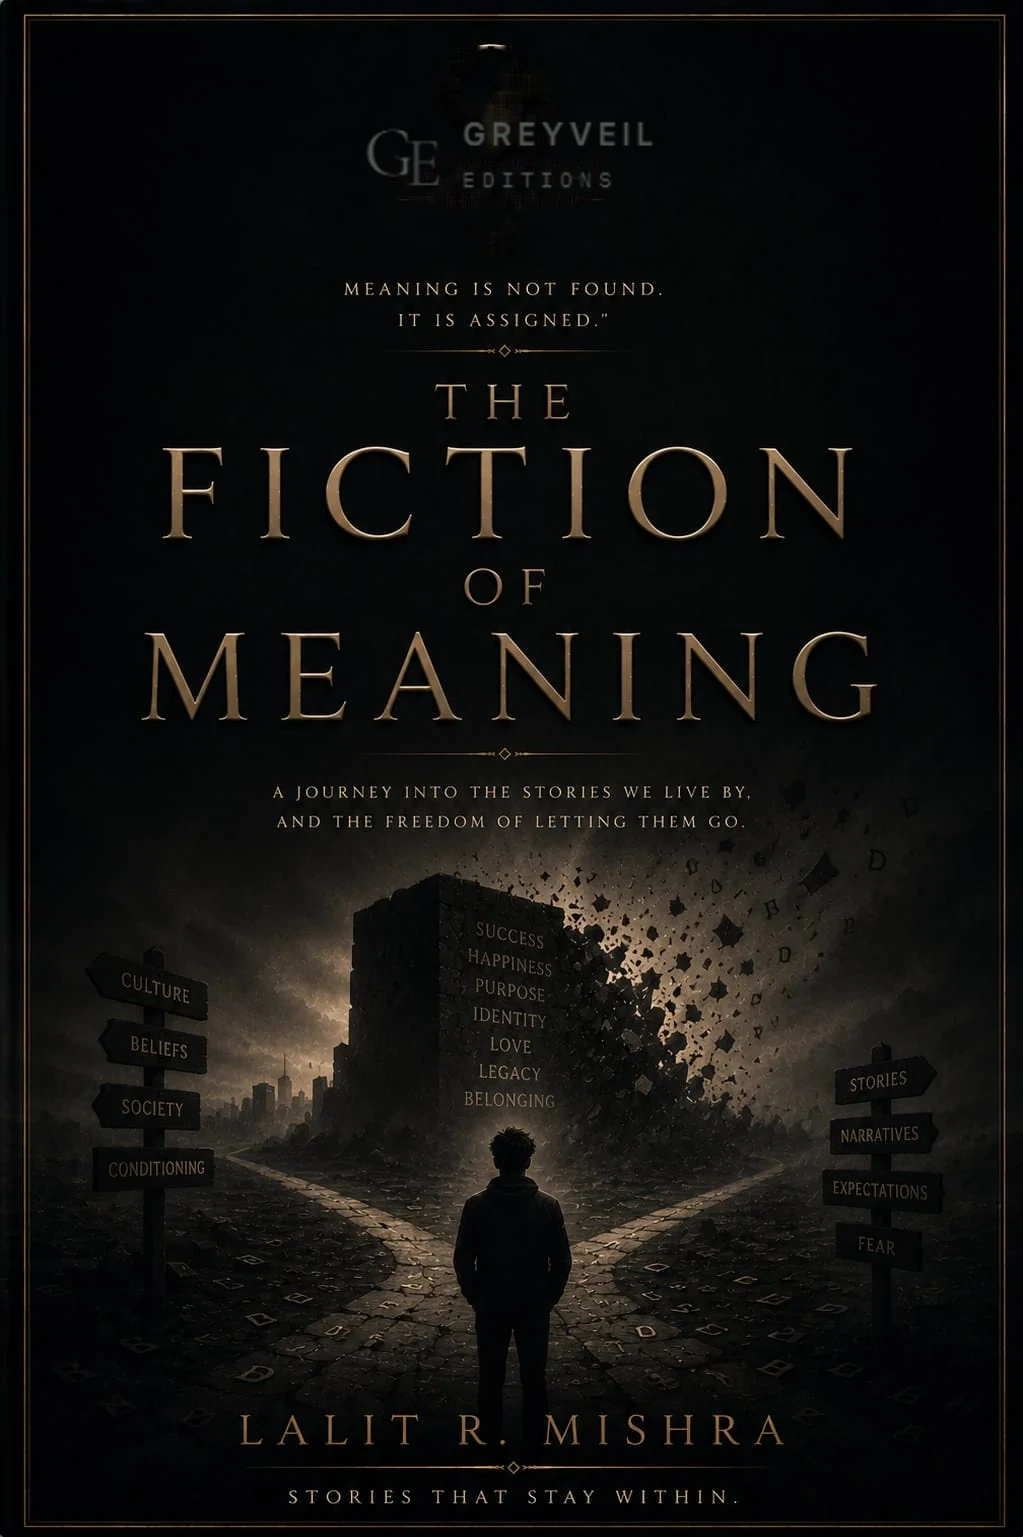 GE GREYVEIL
EDITIONS
MEANING IS NOT FOUND.
IT IS ASSIGNED."
THE
FICTION
OF
MEANING
A JOURNEY INTO THE STORIES WE LIVE BY,
AND THE FREEDOM OF LETTING THEM GO.
SUCCESS
HAPPINESS
PURPOSE
IDENTITY
LOVE
LEGACY
BELONGING
CULTURE
BELIEFS
SOCIETY
CONDITIONING
STORIES
NARRATIVES
EXPECTATIONS
FEAR
LALIT R. MISHRA
STORIES THAT STAY WITHIN.